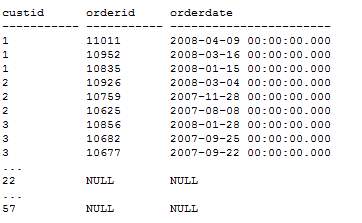 custid orderid orderdate
----------- ----------- -----------------------
1 11011 2008-04-09 00:00:00.000
1 10952 2008-03-16 00:00:00.000
1 10835 2008-01-15 00:00:00.000
2 10926 2008-03-04 00:00:00.000
2 10759 2007-11-28 00:00:00.000
2 10625 2007-08-08 00:00:00.000
3 10856 2008-01-28 00:00:00.000
3 10682 2007-09-25 00:00:00.000
3 10677 2007-09-22 00:00:00.000
...
22 NULL NULL
...
57 NULL NULL